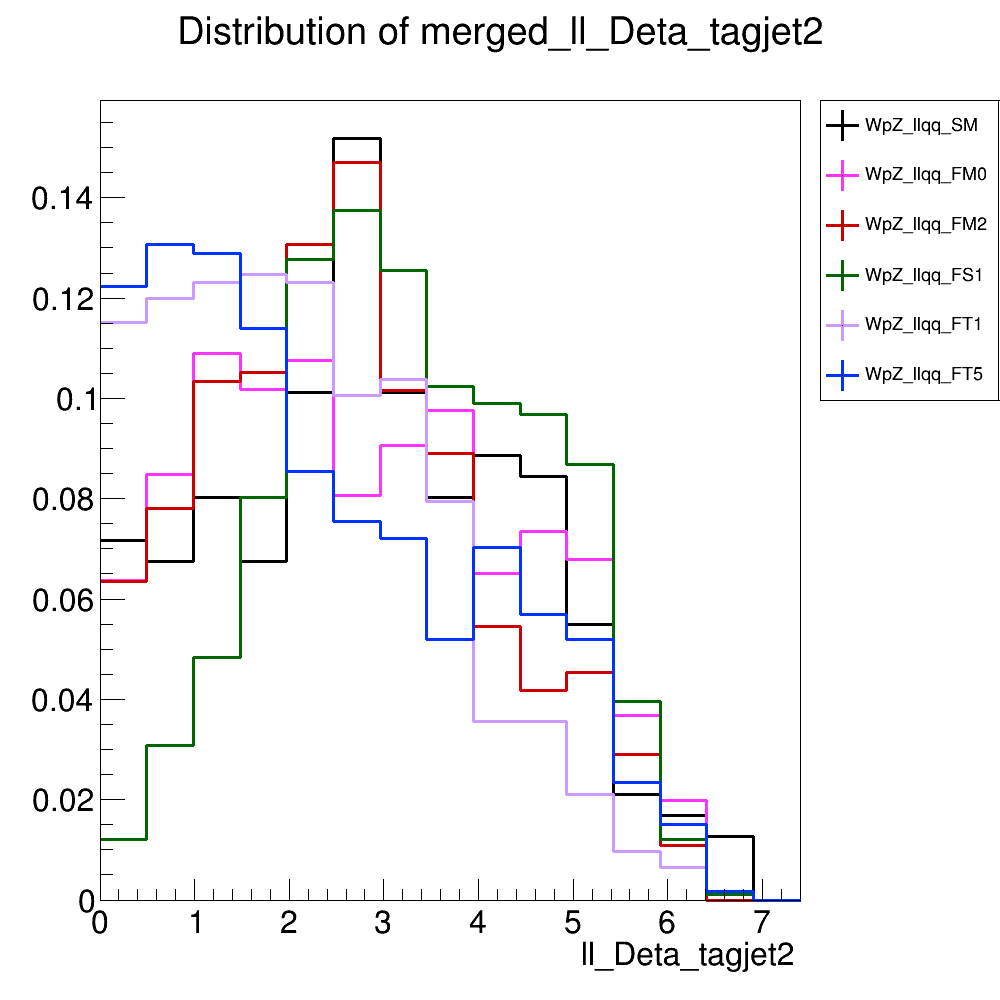 Distribution of merged_ll_Deta_tagjet2
WpZ_llqq_SM
WpZ_llqq_FM0
WpZ_llqq_FM2
WpZ_llqq_FS1
WpZ_llqq_FT1
WpZ_llqq_FT5
0.14
0.12
0.1
0.08
0.06
0.04
0.02
0
0 1 2 3 4 5 6 7
ll_Deta_tagjet2